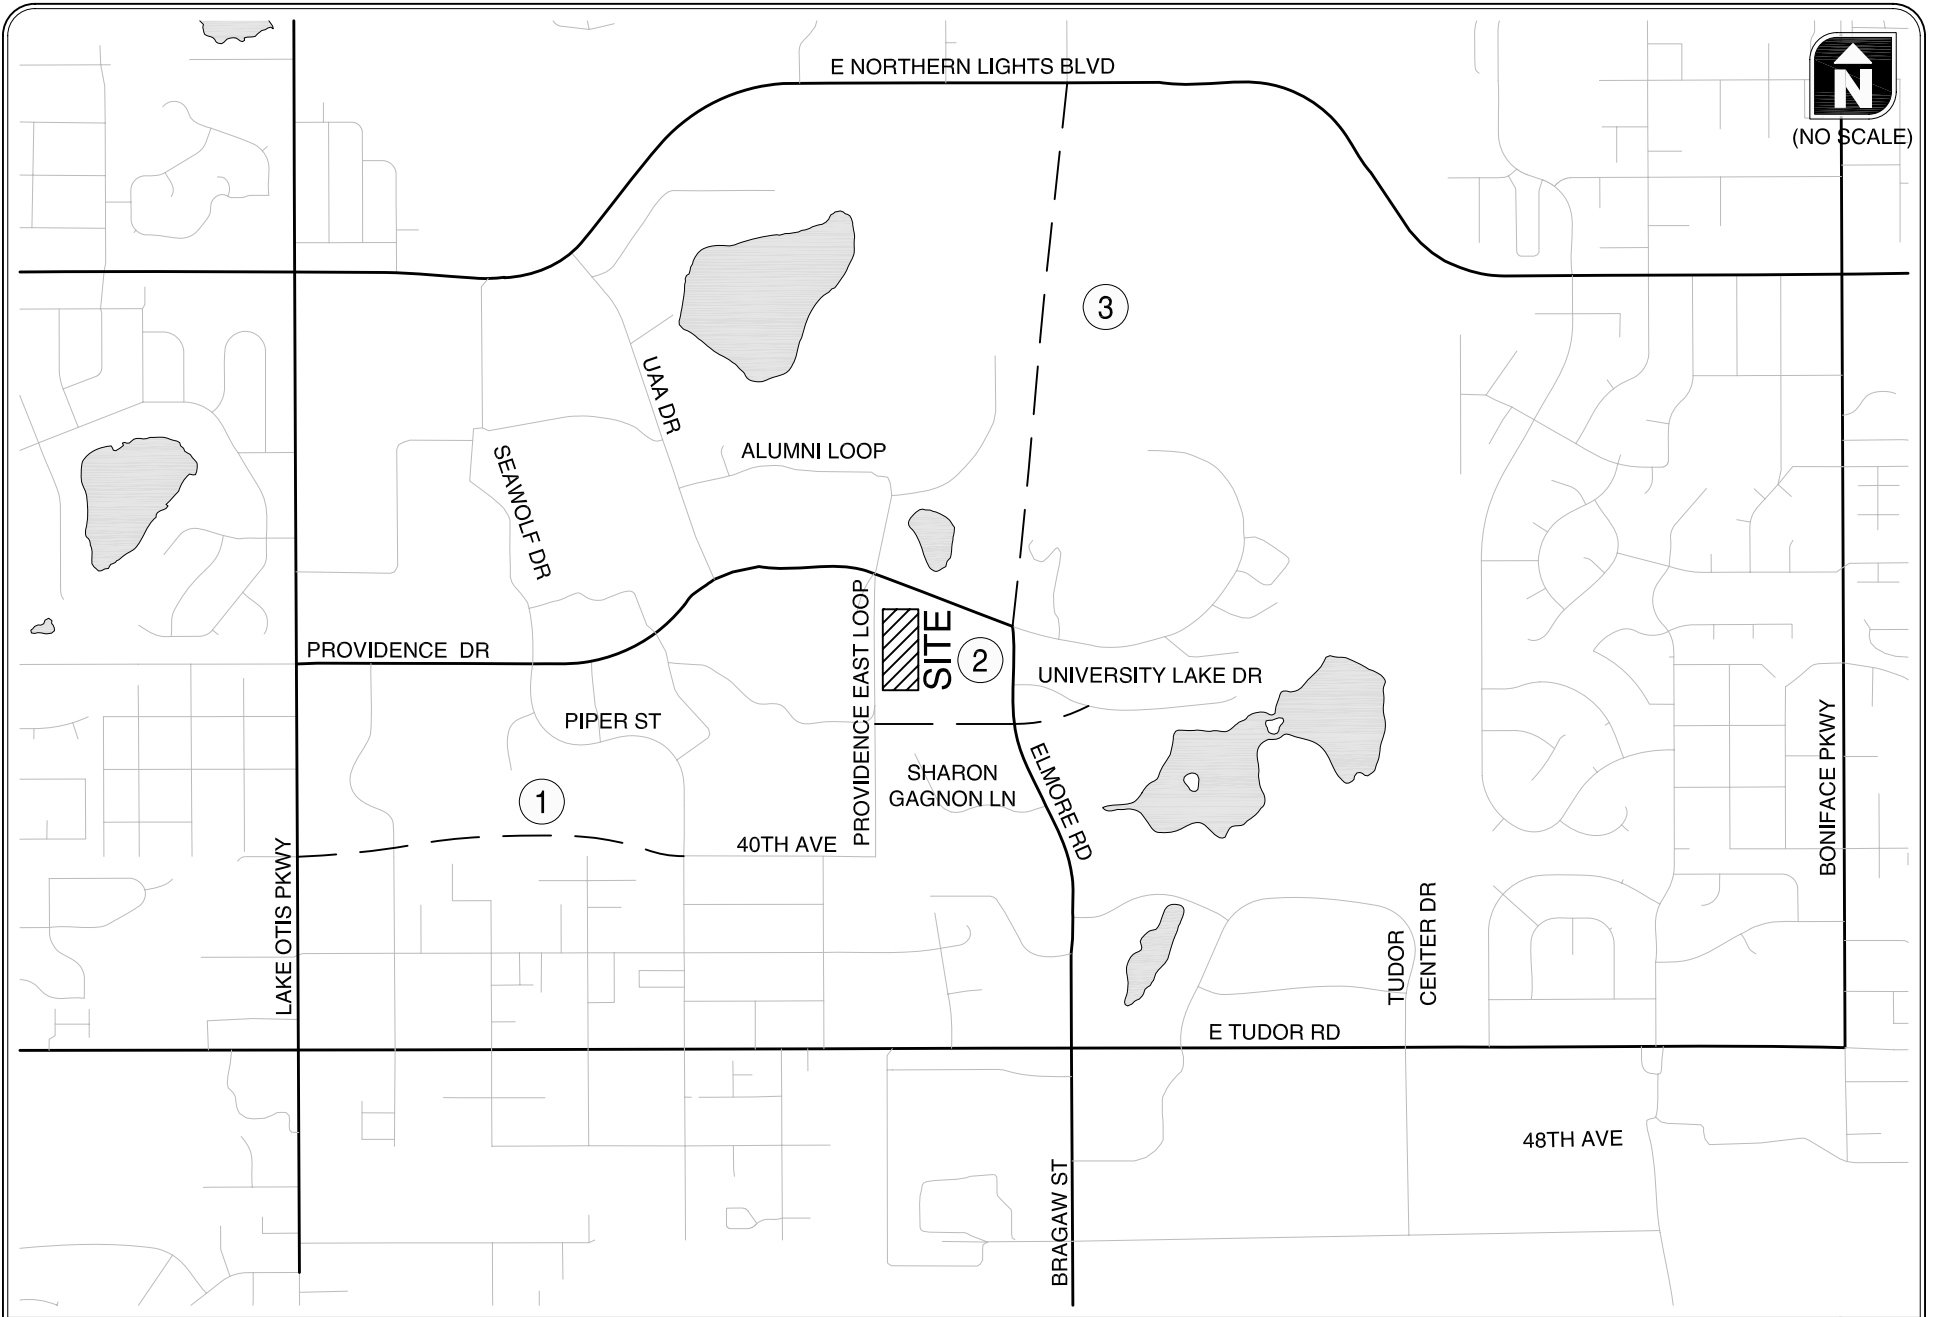 E NORTHERN LIGHTS BLVD
N
(NO SCALE)
3
UAA DR
ALUMNI LOOP
SEAWOLF DR
PROVIDENCE DR
PROVIDENCE EAST LOOP
SITE
2
UNIVERSITY LAKE DR
PIPER ST
ELMORE RD
SHARON
GAGNON LN
1
40TH AVE
BONIFACE PKWY
LAKE OTIS PKWY
TUDOR
CENTER DR
E TUDOR RD
48TH AVE
BRAGAW ST